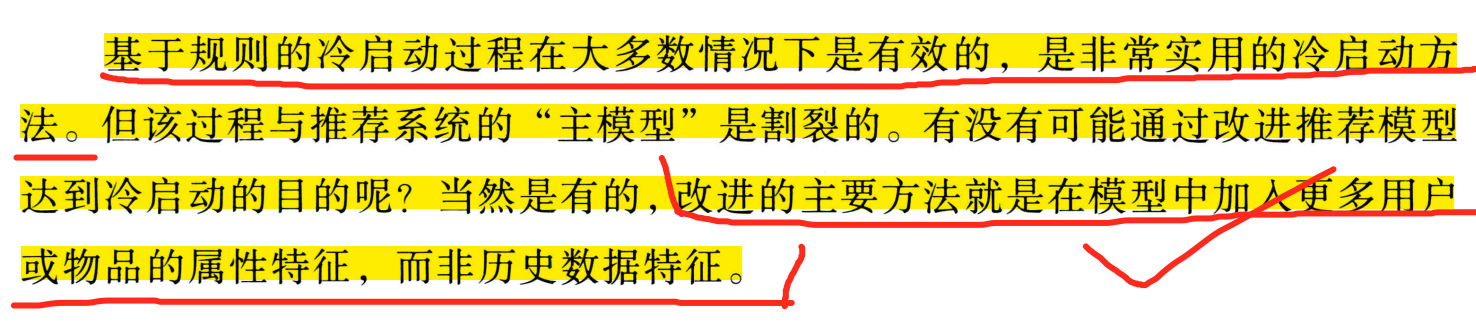 基于规则的冷启动过程在大多数情况下是有效的，是非常实用的冷启动方
法。但该过程与推荐系统的“主模型”是割裂的。有没有可能通过改进推荐模型
达到冷启动的目的呢？当然是有的，改进的主要方法就是在模型中加入更多用户
或物品的属性特征，而非历史数据特征。